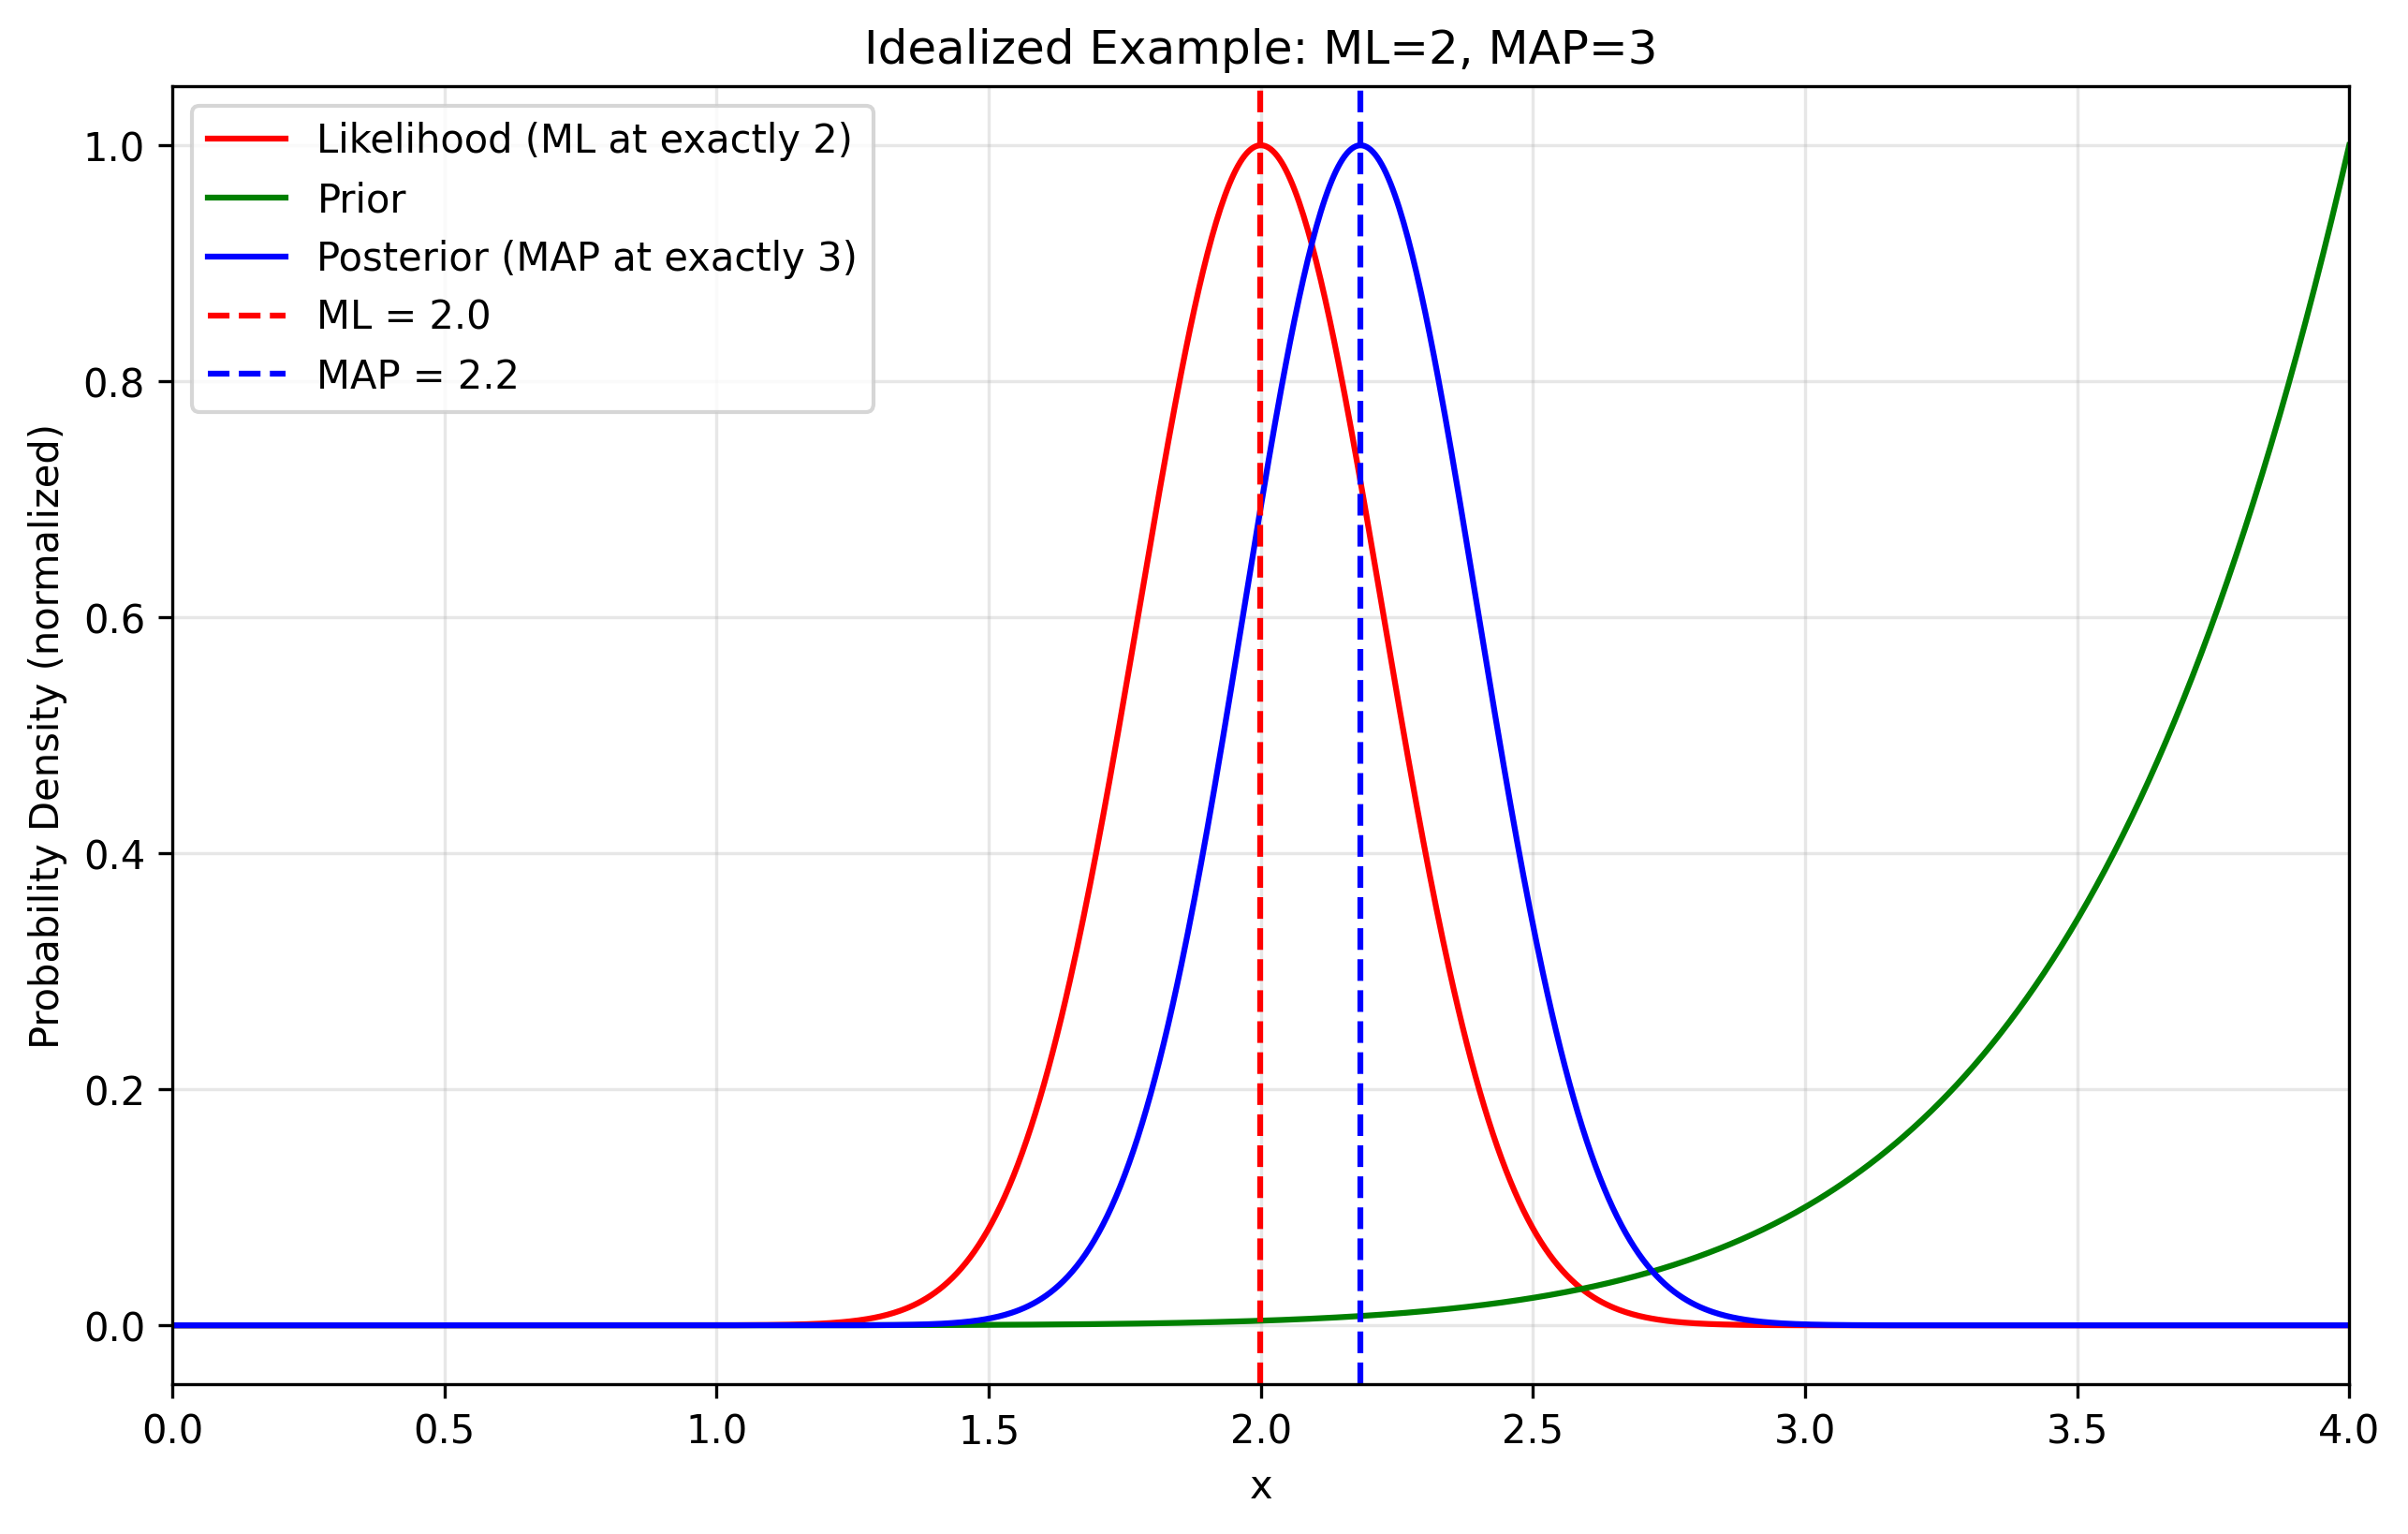 Idealized Example: ML=2, MAP=3
Likelihood (ML at exactly 2)
Prior
Posterior (MAP at exactly 3)
ML = 2.0
MAP = 2.2
Probability Density (normalized)
1.0
0.8
0.6
0.4
0.2
0.0
0.0 0.5 1.0 1.5 2.0 2.5 3.0 3.5 4.0
x